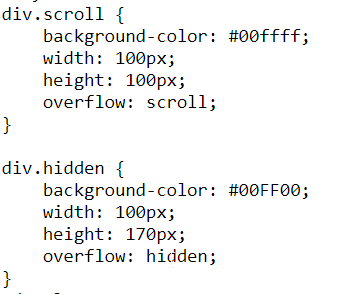 div.scroll {
    background-color: #00ffff;
    width: 100px;
    height: 100px;
    overflow: scroll;
}

div.hidden {
    background-color: #00FF00;
    width: 100px;
    height: 170px;
    overflow: hidden;
}